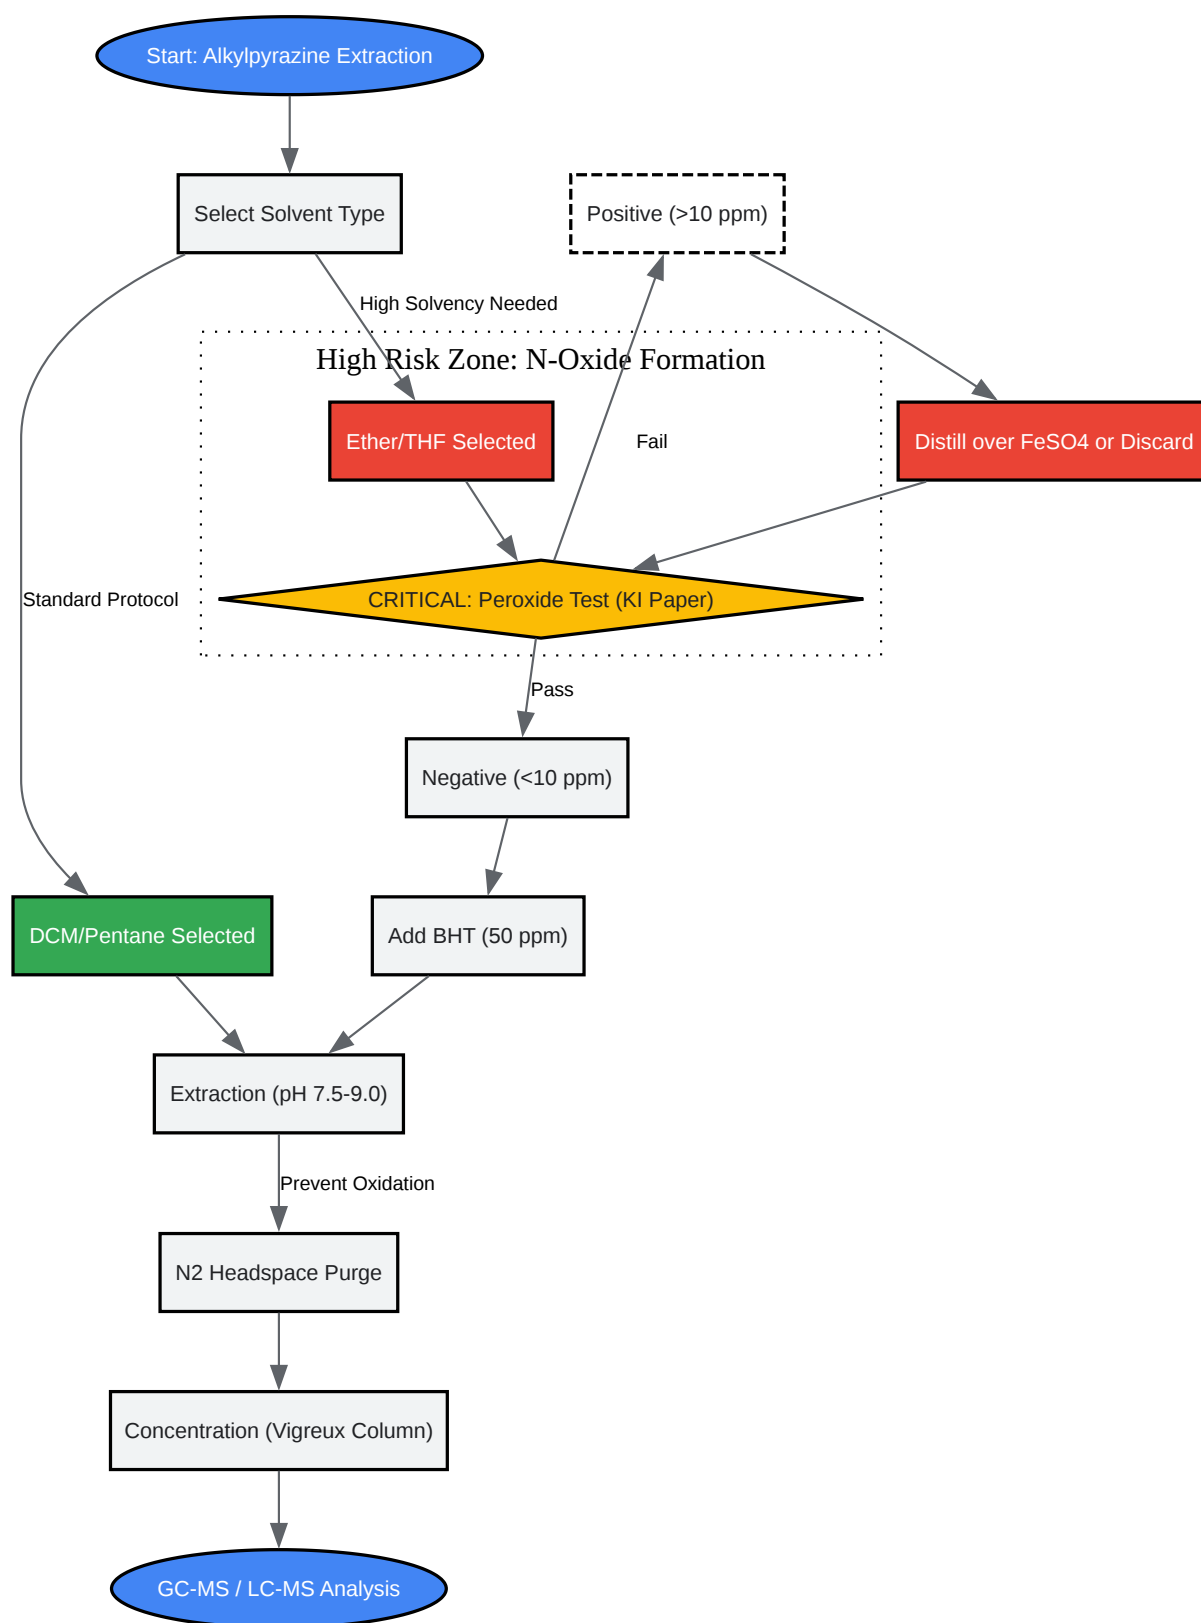 Start: Alkylpyrazine Extraction
Select Solvent Type
Positive (>10 ppm)
High Solvency Needed
High Risk Zone: N-Oxide Formation
Ether/THF Selected
Fail
Distill over FeSO4 or Discard
Standard Protocol
CRITICAL: Peroxide Test (KI Paper)
Pass
Negative (<10 ppm)
DCM/Pentane Selected
Add BHT (50 ppm)
Extraction (pH 7.5-9.0)
Prevent Oxidation
N2 Headspace Purge
Concentration (Vigreux Column)
GC-MS / LC-MS Analysis